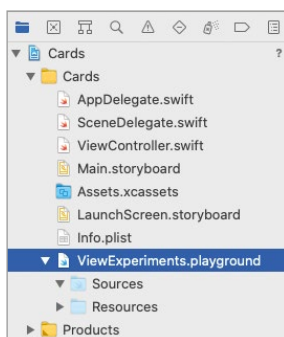 Cards
?
Cards
AppDelegate.swift
SceneDelegate.swift
ViewController.swift
Main.storyboard
Assets.xcassets
LaunchScreen.storyboard
Info.plist
ViewExperiments.playground
Sources
Resources
Products